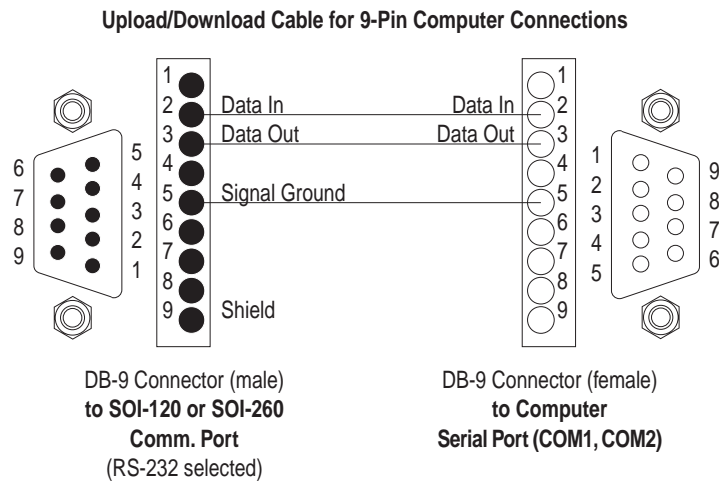 Upload/Download Cable for 9-Pin Computer Connections
1
2 Data In
3 Data Out
4
5 Signal Ground
6
7
8
9 Shield
1
Data In 2
Data Out 3
4
5
6
7
8
9
5
4
3
2
1
6
7
8
9
1
2
3
4
5
9
8
7
6
DB-9 Connector (male)
to SOI-120 or SOI-260
Comm. Port
(RS-232 selected)
DB-9 Connector (female)
to Computer
Serial Port (COM1, COM2)